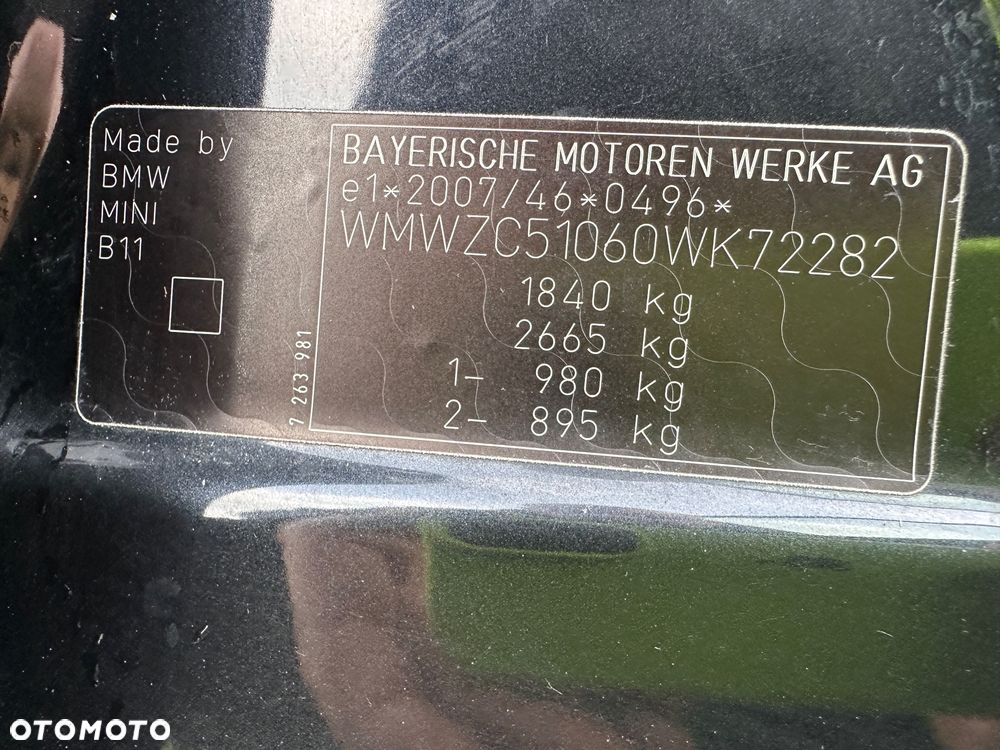 Made by
BMW
MINI
B11
7 263 981
BAYERISCHE MOTOREN WERKE AG
e1*2007/46*0496*
WMWZC51060WK72282
1840 kg
2665 kg
1- 980 kg
2- 895 kg
OTOMOTO